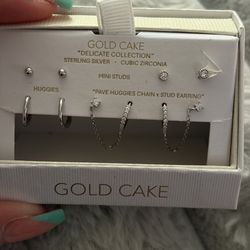 GOLD CAKE
"DELICATE COLLECTION"
STERLING SILVER • CUBIC ZIRCONIA
MINI STUDS
HUGGIES
"PAVE HUGGIES CHAIN & STUD EARRING"
GOLD CAKE